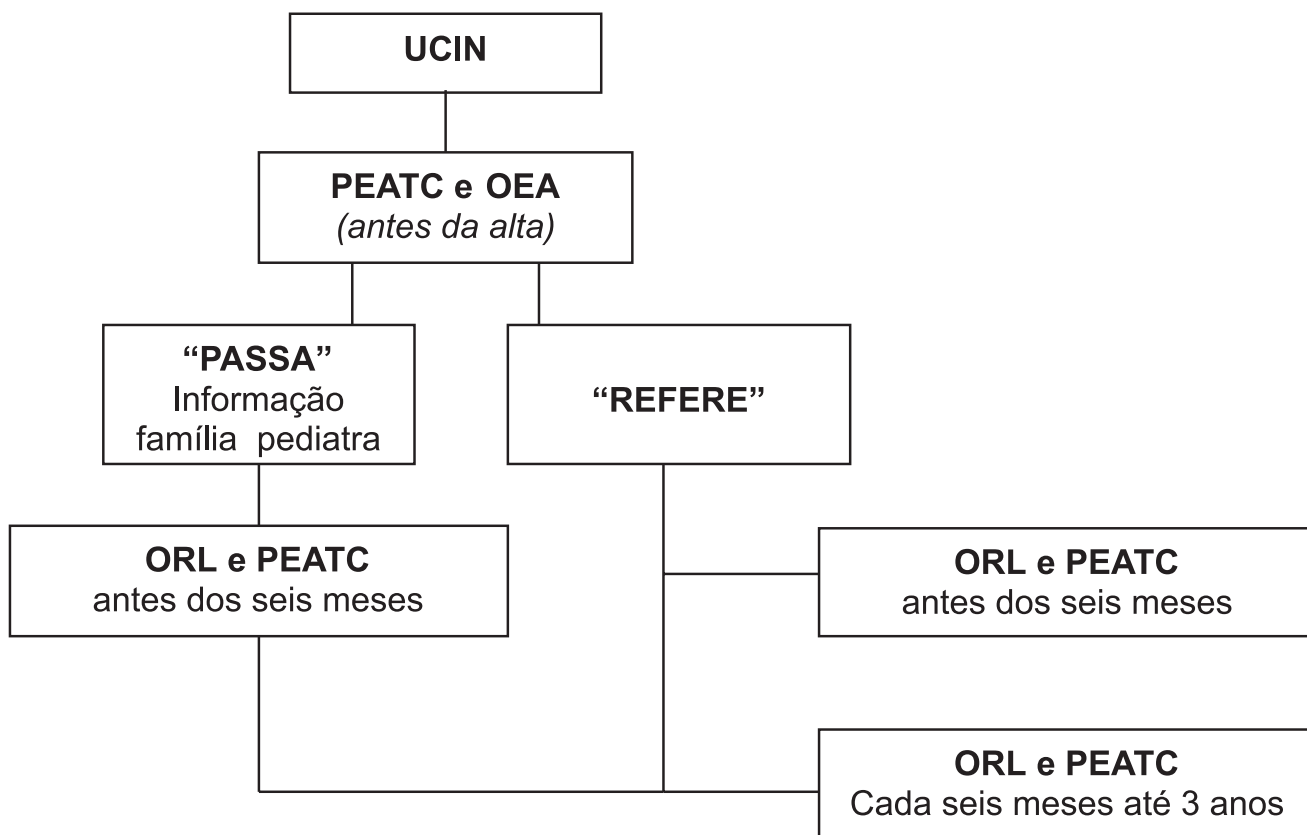 UCIN
PEATC e OEA
(antes da alta)
“PASSA”
Informação
família pediatra
“REFERE”
ORL e PEATC
antes dos seis meses
ORL e PEATC
antes dos seis meses
ORL e PEATC
Cada seis meses até 3 anos